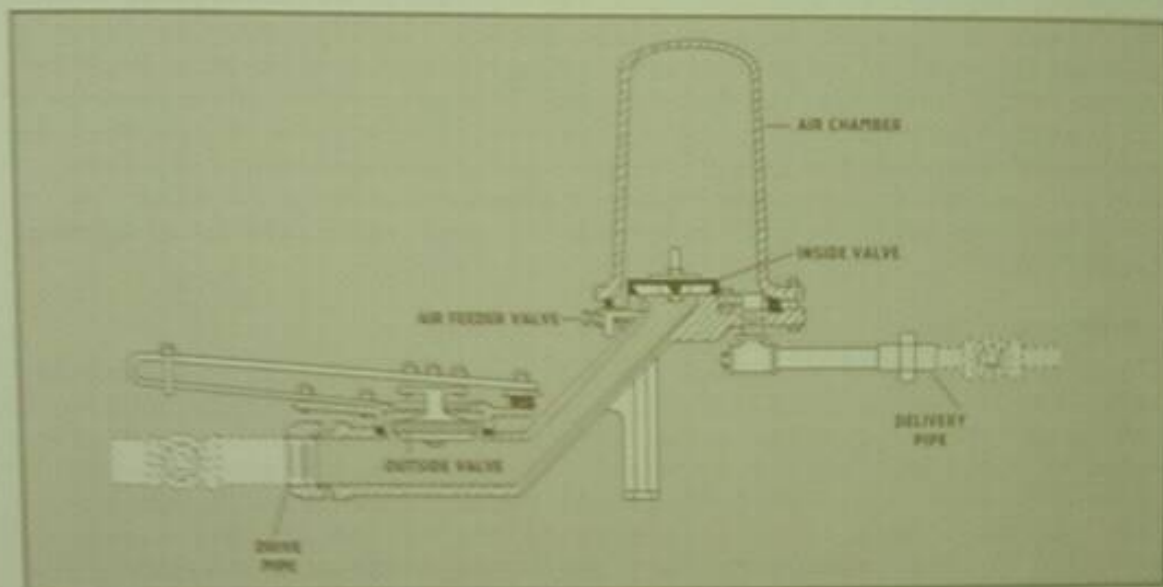 AIR CHAMBER
INSIDE VALVE
AIR FEEDER VALVE
DELIVERY
PIPE
OUTSIDE VALVE
DRIVE
PIPE